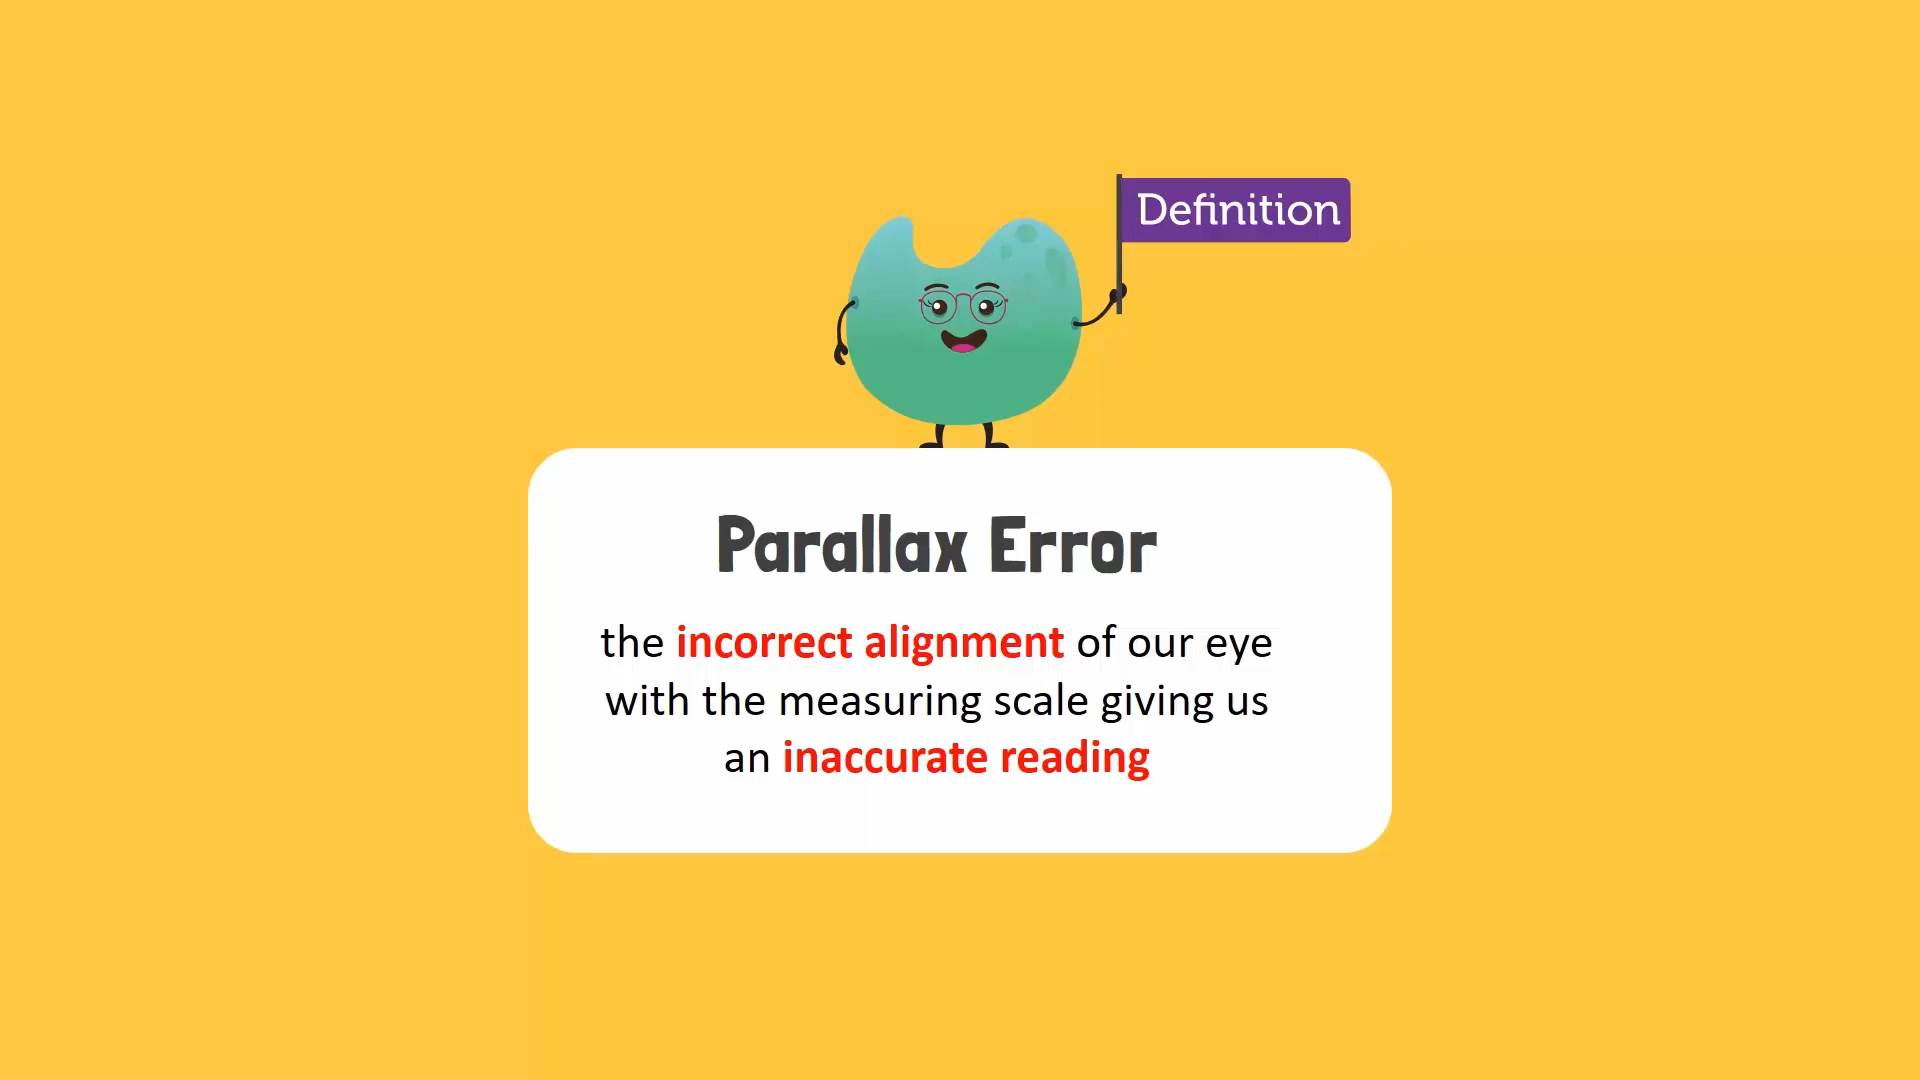 Definition
Parallax Error
the incorrect alignment of our eye
with the measuring scale giving us
an inaccurate reading